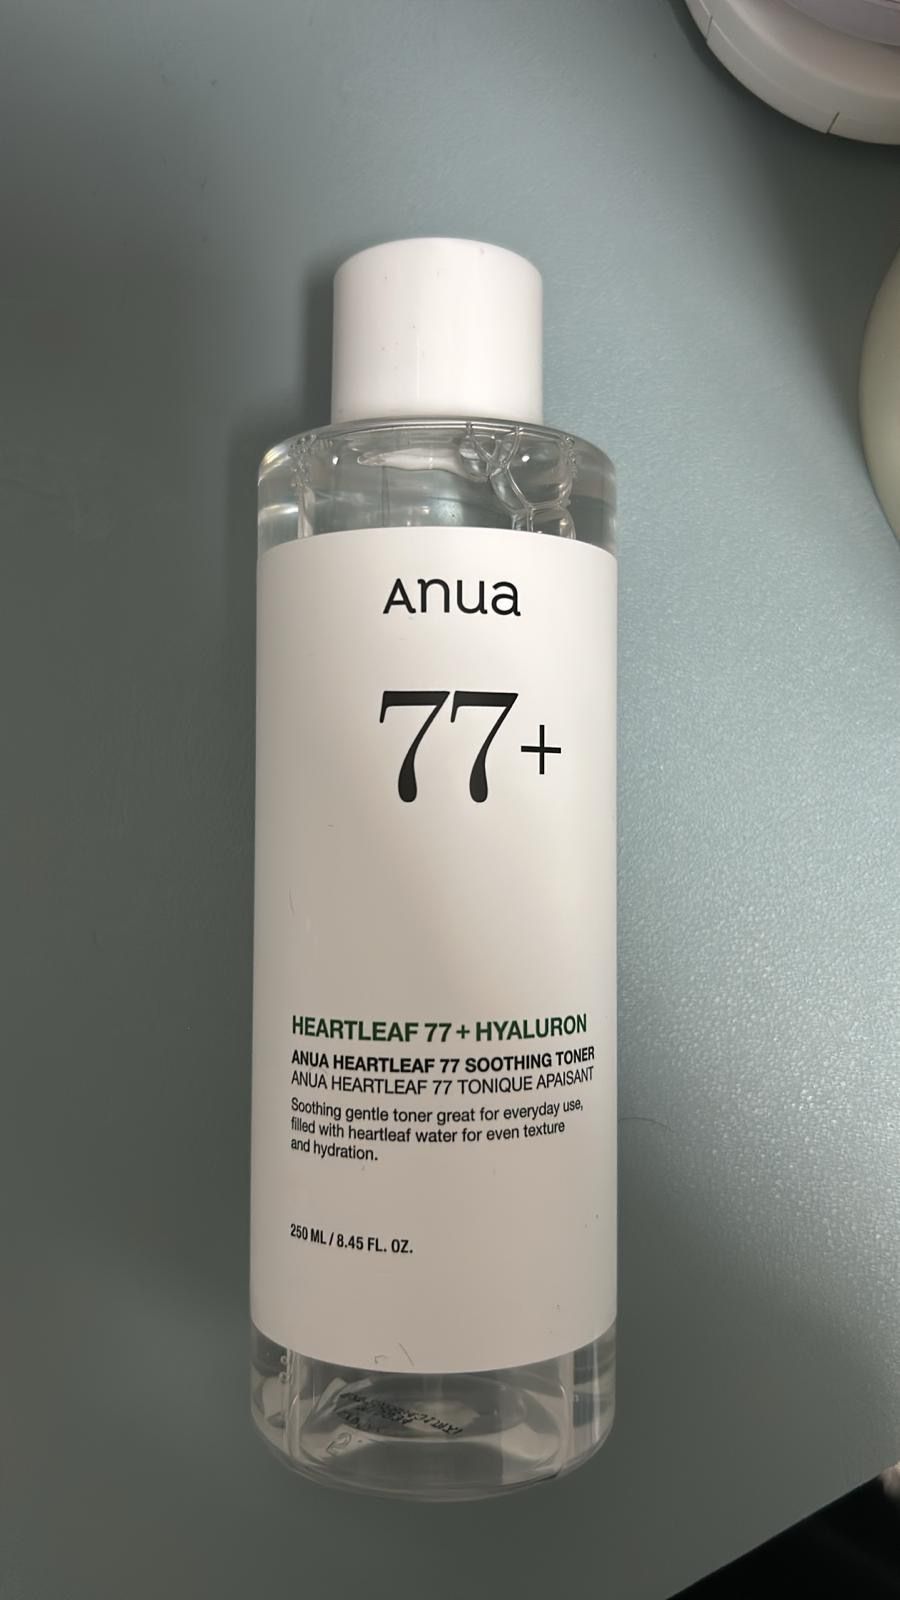 Anua
77+
HEARTLEAF 77 + HYALURON
ANUA HEARTLEAF 77 SOOTHING TONER
ANUA HEARTLEAF 77 TONIQUE APAISANT
Soothing gentle toner great for everyday use,
filled with heartleaf water for even texture
and hydration.
250 ML / 8.45 FL. OZ.